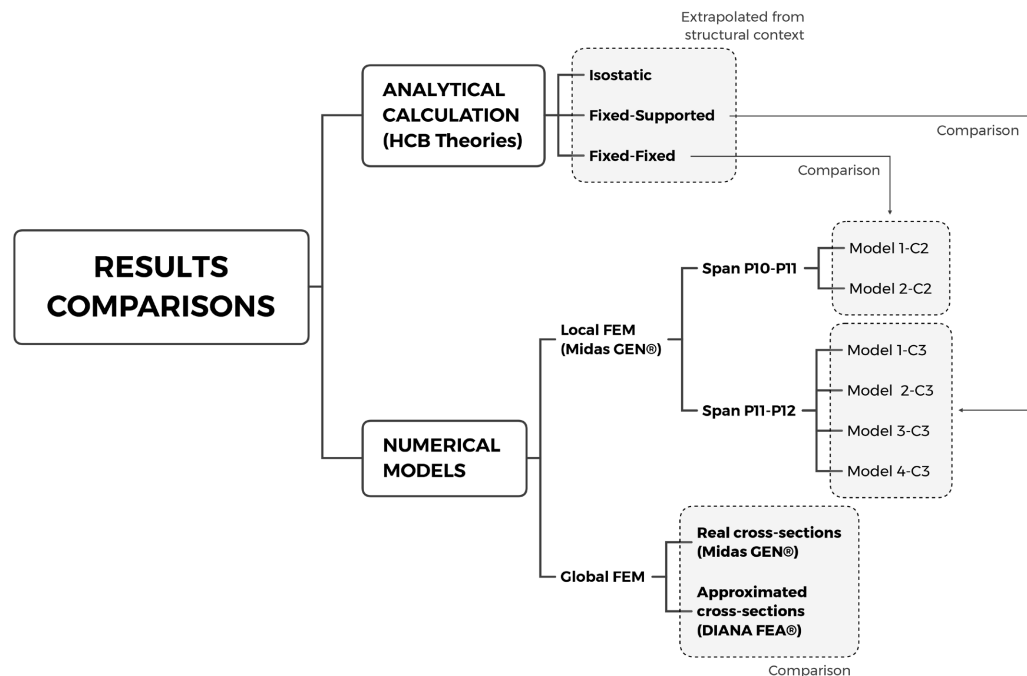 Extrapolated from
structural context
ANALYTICAL
CALCULATION
(HCB Theories)
Isostatic
Fixed-Supported
Fixed-Fixed
Comparison
Comparison
RESULTS
COMPARISONS
Span P10-P11
Model 1-C2
Model 2-C2
Local FEM
(Midas GEN®)
Span P11-P12
Model 1-C3
Model 2-C3
Model 3-C3
Model 4-C3
NUMERICAL
MODELS
Global FEM
Real cross-sections
(Midas GEN®)
Approximated
cross-sections
(DIANA FEA®)
Comparison